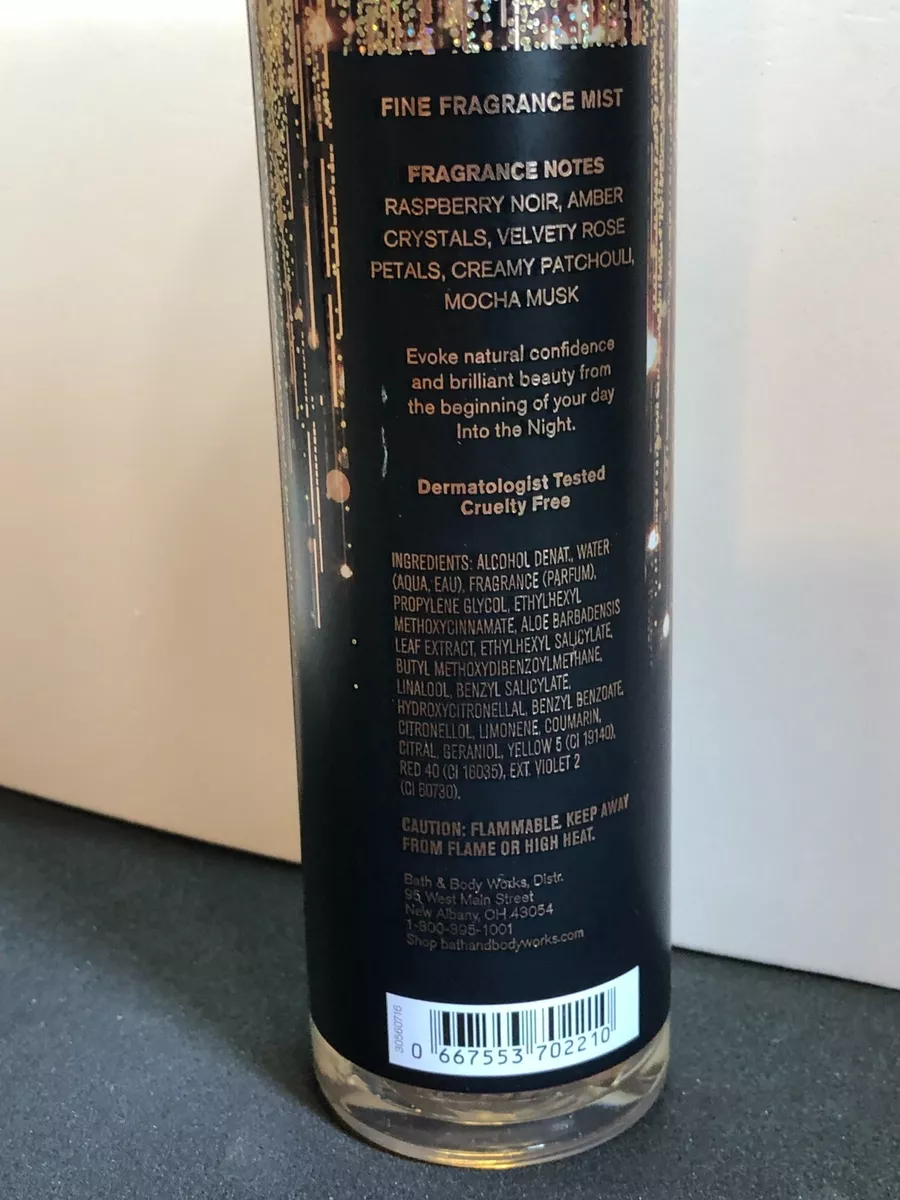 FINE FRAGRANCE MIST
FRAGRANCE NOTES
RASPBERRY NOIR, AMBER
CRYSTALS, VELVETY ROSE
PETALS, CREAMY PATCHOULI,
MOCHA MUSK
Evoke natural confidence
and brilliant beauty from
the beginning of your day
Into the Night.
Dermatologist Tested
Cruelty Free
INGREDIENTS: ALCOHOL DENAT., WATER
(AQUA, EAU), FRAGRANCE (PARFUM),
PROPYLENE GLYCOL, ETHYLHEXYL
METHOXYCINNAMATE, ALOE BARBADENSIS
LEAF EXTRACT, ETHYLHEXYL SALICYLATE,
BUTYL METHOXYDIBENZOYLMETHANE,
LINALOOL, BENZYL SALICYLATE,
HYDROXYCITRONELLAL, BENZYL BENZOATE,
CITRONELLOL, LIMONENE, COUMARIN,
CITRAL, GERANIOL, YELLOW 5 (CI 19140),
RED 40 (CI 16035), EXT. VIOLET 2
(CI 60730).
CAUTION: FLAMMABLE. KEEP AWAY
FROM FLAME OR HIGH HEAT.
Bath & Body Works, Distr.
95 West Main Street
New Albany, OH 43054
1-800-395-1001
Shop bathandbodyworks.com
30560716
0 667553 702210